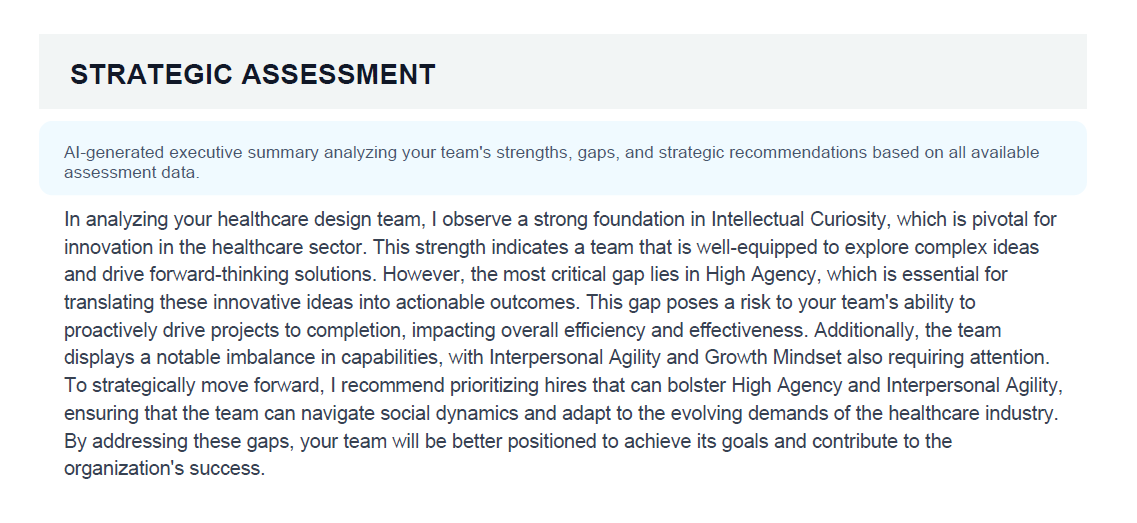 STRATEGIC ASSESSMENT
AI-generated executive summary analyzing your team's strengths, gaps, and strategic recommendations based on all available
assessment data.
In analyzing your healthcare design team, I observe a strong foundation in Intellectual Curiosity, which is pivotal for
innovation in the healthcare sector. This strength indicates a team that is well-equipped to explore complex ideas
and drive forward-thinking solutions. However, the most critical gap lies in High Agency, which is essential for
translating these innovative ideas into actionable outcomes. This gap poses a risk to your team's ability to
proactively drive projects to completion, impacting overall efficiency and effectiveness. Additionally, the team
displays a notable imbalance in capabilities, with Interpersonal Agility and Growth Mindset also requiring attention.
To strategically move forward, I recommend prioritizing hires that can bolster High Agency and Interpersonal Agility,
ensuring that the team can navigate social dynamics and adapt to the evolving demands of the healthcare industry.
By addressing these gaps, your team will be better positioned to achieve its goals and contribute to the
organization's success.